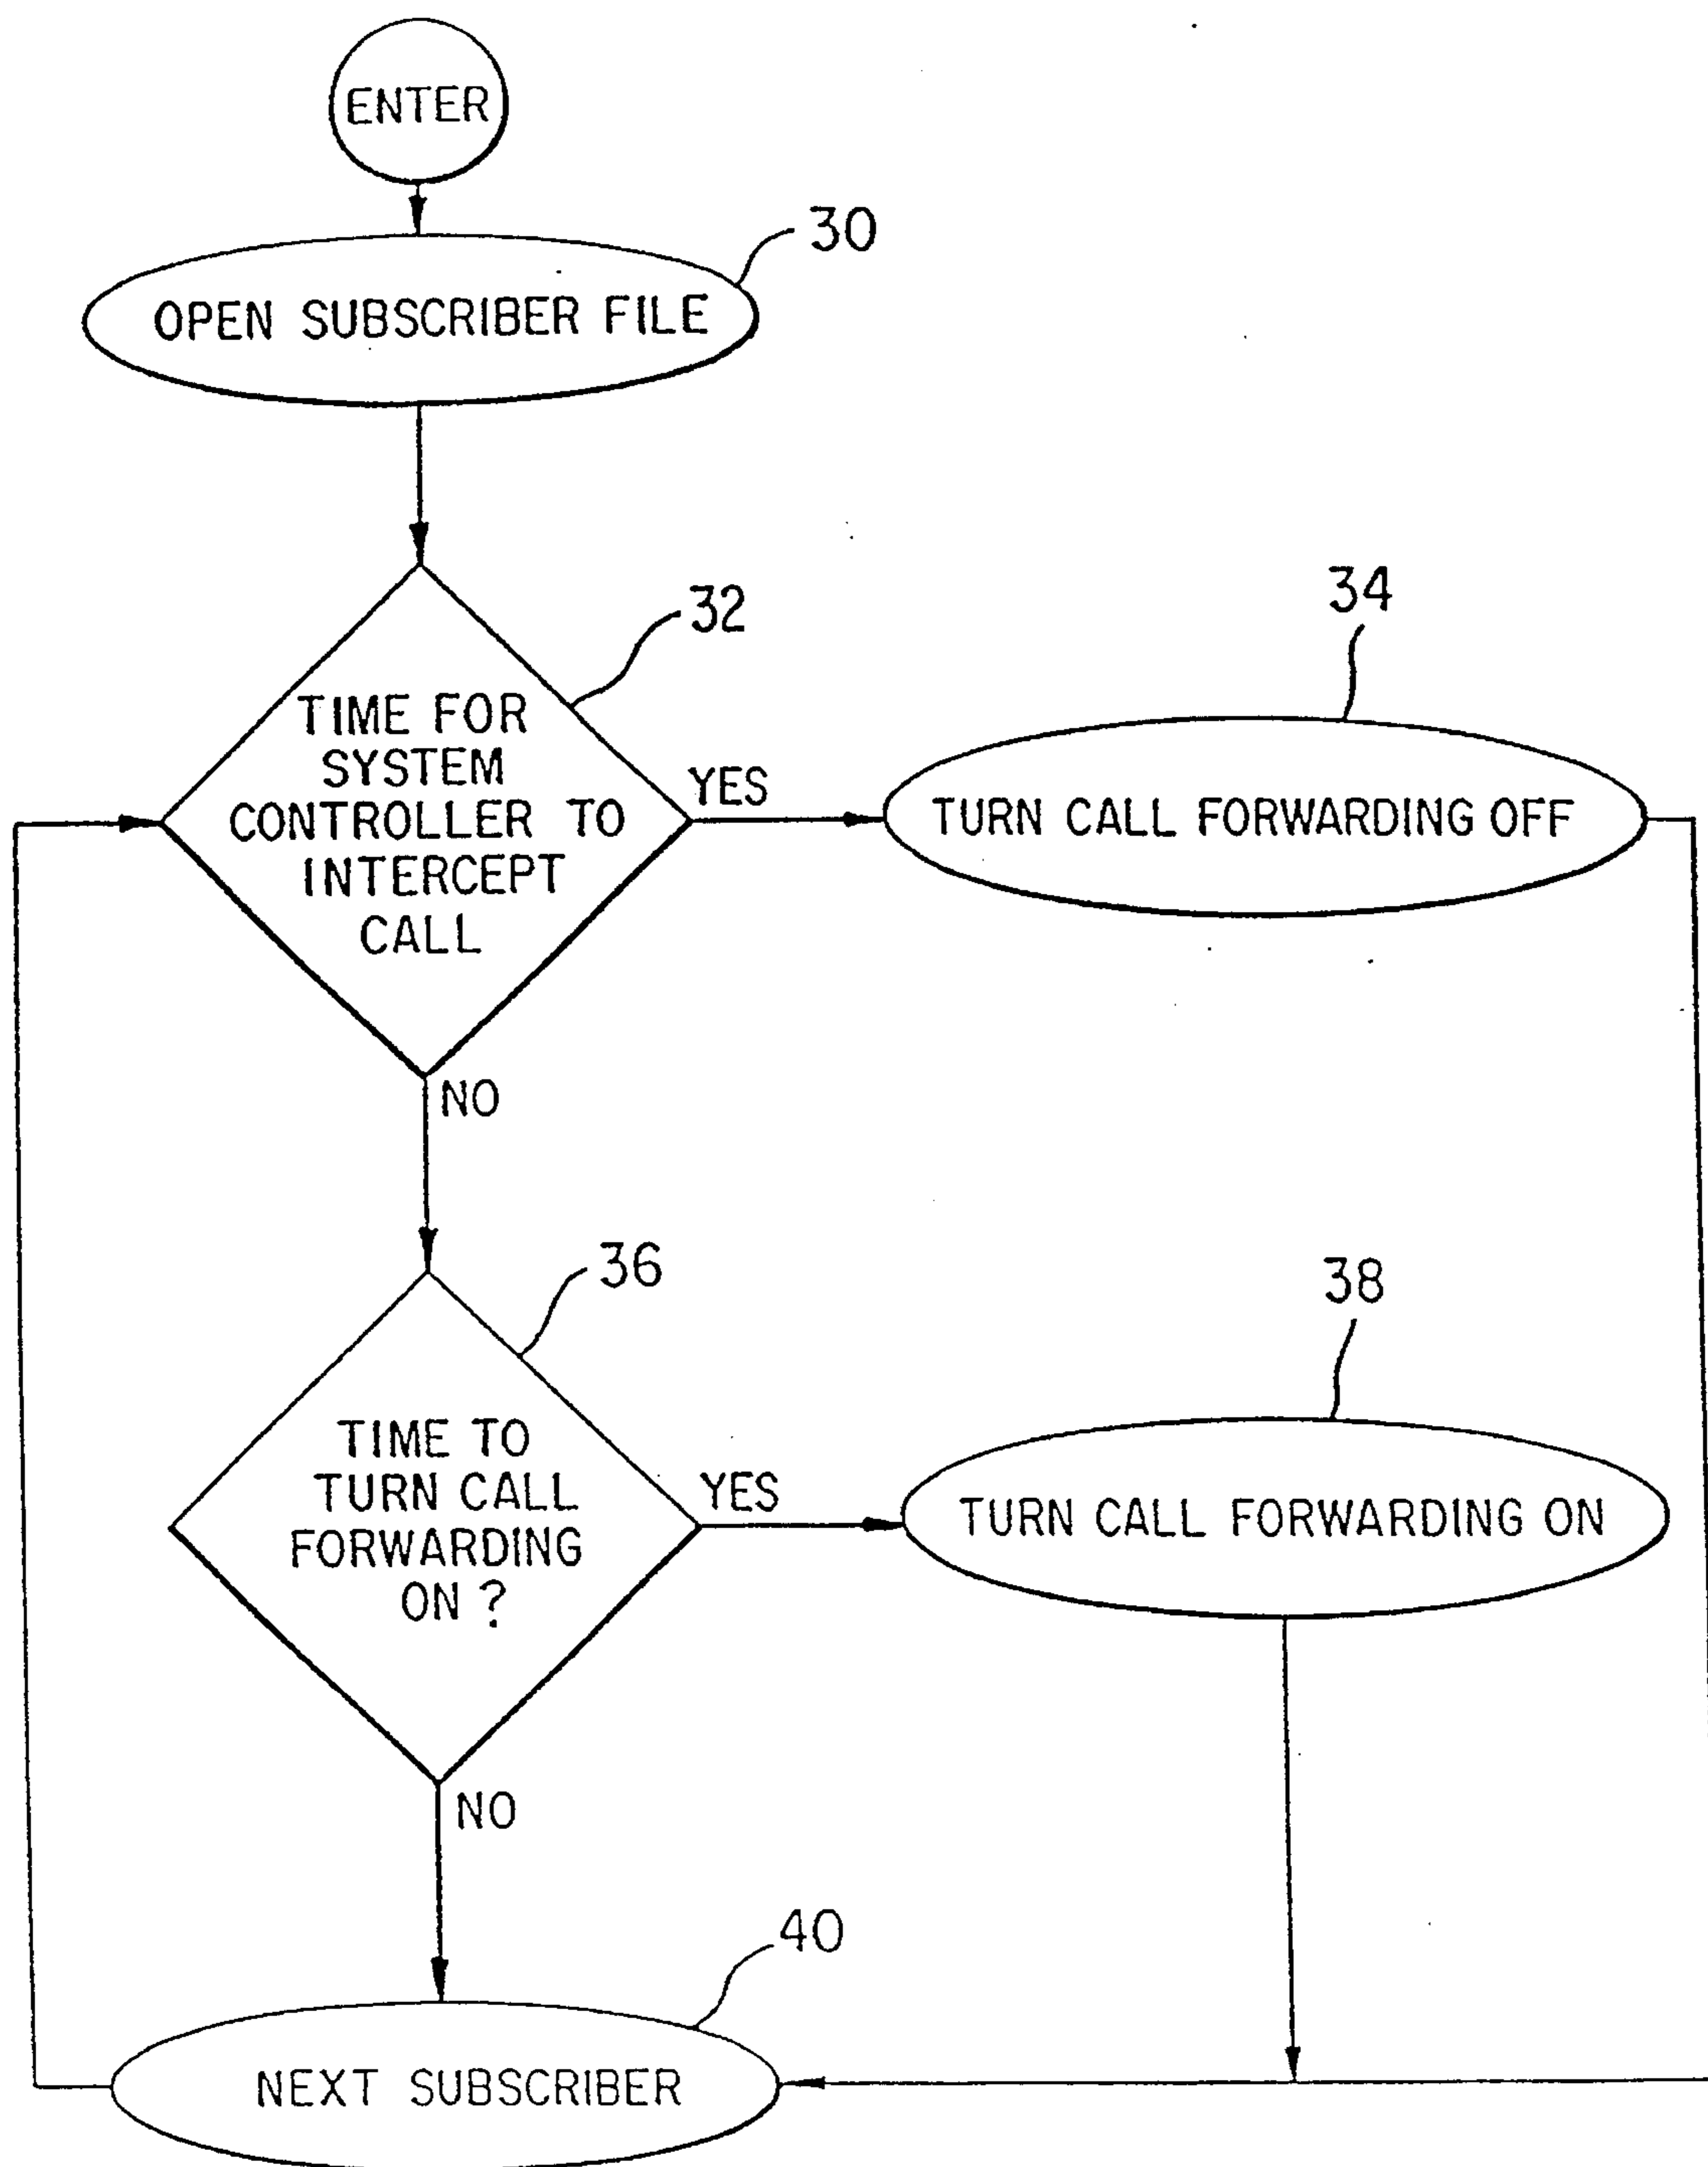 ENTER
30
OPEN SUBSCRIBER FILE
32
34
TIME FOR
SYSTEM
CONTROLLER TO
INTERCEPT
CALL
YES
TURN CALL FORWARDING OFF
NO
36
38
TIME TO
TURN CALL
FORWARDING
ON ?
YES
TURN CALL FORWARDING ON
NO
40
NEXT SUBSCRIBER